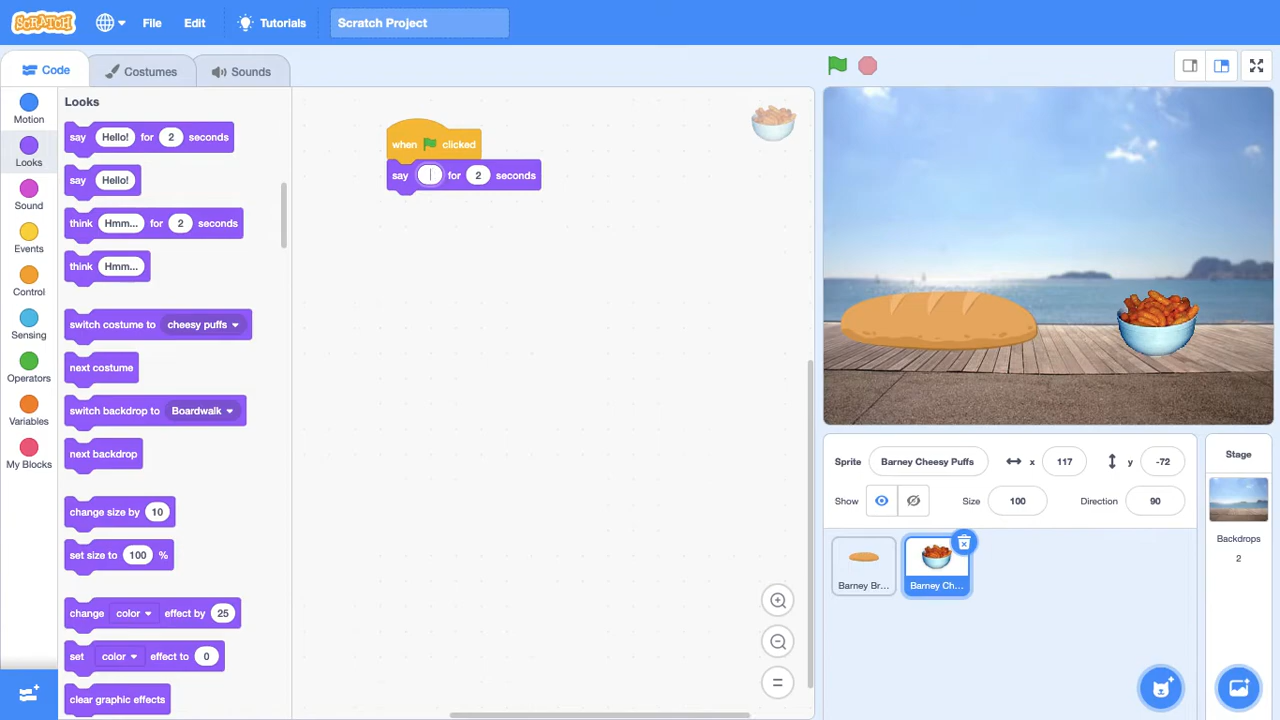 SCRATCH File Edit Tutorials Scratch Project
Code Costumes Sounds
Motion
Looks
Sound
Events
Control
Sensing
Operators
Variables
My Blocks
Looks
say Hello! for 2 seconds
say Hello!
think Hmm... for 2 seconds
think Hmm...
switch costume to cheesy puffs
next costume
switch backdrop to Boardwalk
next backdrop
change size by 10
set size to 100 %
change color effect by 25
set color effect to 0
clear graphic effects
when clicked
say for 2 seconds
Sprite Barney Cheesy Puffs x 117 y -72
Show Size 100 Direction 90
Barney Br...
Barney Ch...
Stage
Backdrops
2